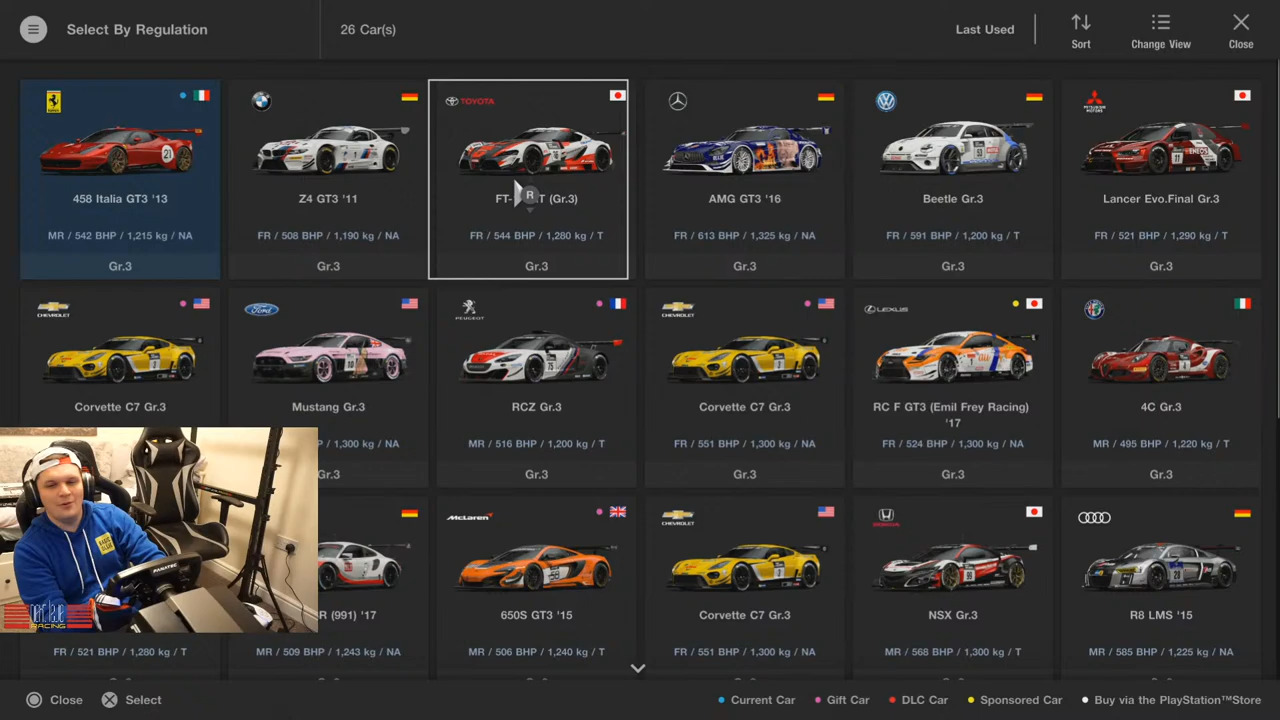 Select By Regulation
26 Car(s)
Last Used
Sort
Change View
Close
TOYOTA
458 Italia GT3 '13
Z4 GT3 '11
FT- T (Gr.3)
AMG GT3 '16
Beetle Gr.3
Lancer Evo.Final Gr.3
MR / 542 BHP / 1,215 kg / NA
FR / 508 BHP / 1,190 kg / NA
FR / 544 BHP / 1,280 kg / T
FR / 613 BHP / 1,325 kg / NA
FR / 591 BHP / 1,200 kg / T
FR / 521 BHP / 1,290 kg / T
Gr.3
Gr.3
Gr.3
Gr.3
Gr.3
Gr.3
R
CHEVROLET
Ford
PEUGEOT
CHEVROLET
LEXUS
Corvette C7 Gr.3
Mustang Gr.3
RCZ Gr.3
Corvette C7 Gr.3
RC F GT3 (Emil Frey Racing)
'17
4C Gr.3
/ 1,300 kg / NA
MR / 516 BHP / 1,200 kg / T
FR / 551 BHP / 1,300 kg / NA
FR / 524 BHP / 1,300 kg / NA
MR / 495 BHP / 1,220 kg / T
Gr.3
Gr.3
Gr.3
Gr.3
Gr.3
McLaren
CHEVROLET
HONDA
R (991) '17
650S GT3 '15
Corvette C7 Gr.3
NSX Gr.3
R8 LMS '15
FR / 521 BHP / 1,280 kg / T
MR / 509 BHP / 1,243 kg / NA
MR / 506 BHP / 1,240 kg / T
FR / 551 BHP / 1,300 kg / NA
MR / 568 BHP / 1,300 kg / T
MR / 585 BHP / 1,225 kg / NA
FANATEC
RACING
Close
Select
Current Car
Gift Car
DLC Car
Sponsored Car
Buy via the PlayStation™Store